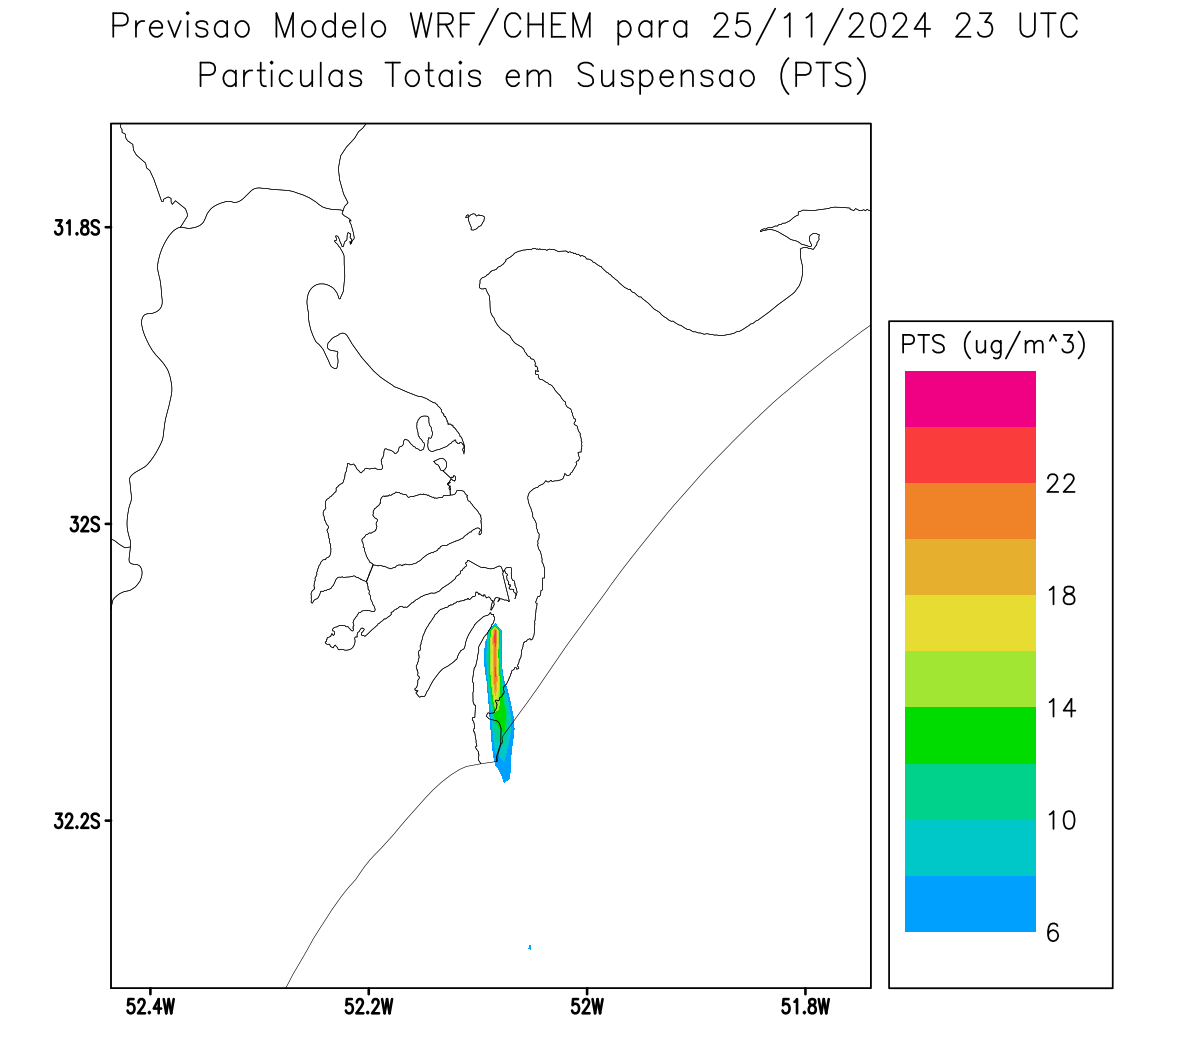 Previsao Modelo WRF/CHEM para 25/11/2024 23 UTC
Particulas Totais em Suspensao (PTS)
31.8S
32S
32.2S
52.4W
52.2W
52W
51.8W
PTS (ug/m^3)
22
18
14
10
6